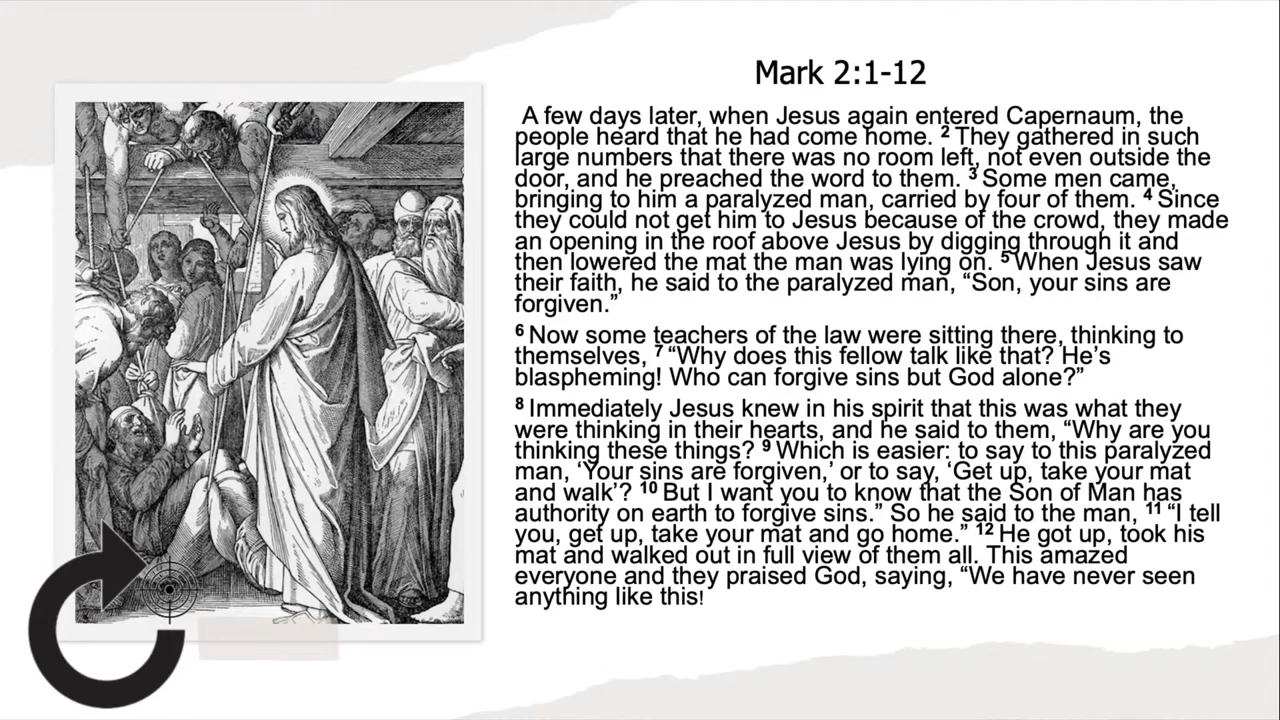 Mark 2:1-12
A few days later, when Jesus again entered Capernaum, the
people heard that he had come home. 2 They gathered in such
large numbers that there was no room left, not even outside the
door, and he preached the word to them. 3 Some men came,
bringing to him a paralyzed man, carried by four of them. 4 Since
they could not get him to Jesus because of the crowd, they made
an opening in the roof above Jesus by digging through it and
then lowered the mat the man was lying on. 5 When Jesus saw
their faith, he said to the paralyzed man, “Son, your sins are
forgiven.”
6 Now some teachers of the law were sitting there, thinking to
themselves, 7 “Why does this fellow talk like that? He’s
blaspheming! Who can forgive sins but God alone?”
8 Immediately Jesus knew in his spirit that this was what they
were thinking in their hearts, and he said to them, “Why are you
thinking these things? 9 Which is easier: to say to this paralyzed
man, ‘Your sins are forgiven,’ or to say, ‘Get up, take your mat
and walk’? 10 But I want you to know that the Son of Man has
authority on earth to forgive sins.” So he said to the man, 11 “I tell
you, get up, take your mat and go home.” 12 He got up, took his
mat and walked out in full view of them all. This amazed
everyone and they praised God, saying, “We have never seen
anything like this!